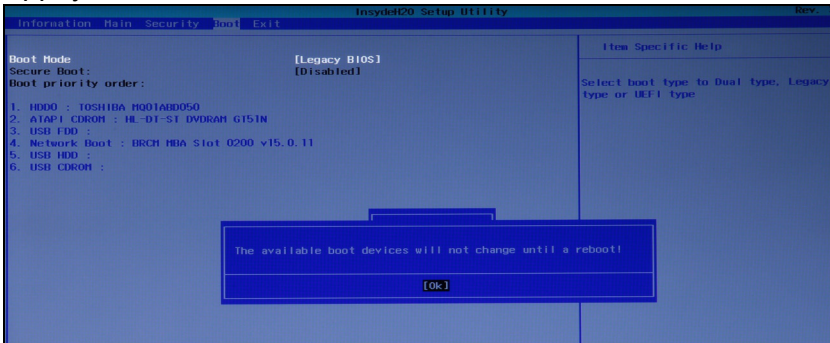 InsydeH20 Setup Utility Rev.
Information Main Security Boot Exit
Item Specific Help
Boot Mode [Legacy BIOS]
Secure Boot: [Disabled]
Boot priority order:
Select boot type to Dual type, Legacy
type or UEFI type
1. HDD0 : TOSHIBA MQ01ABD050
2. ATAPI CDROM : HL-DT-ST DVDRAM GT51N
3. USB FDD :
4. Network Boot : BRCM MBA Slot 0200 v15.0.11
5. USB HDD :
6. USB CDROM :
The available boot devices will not change until a reboot!
[Ok]